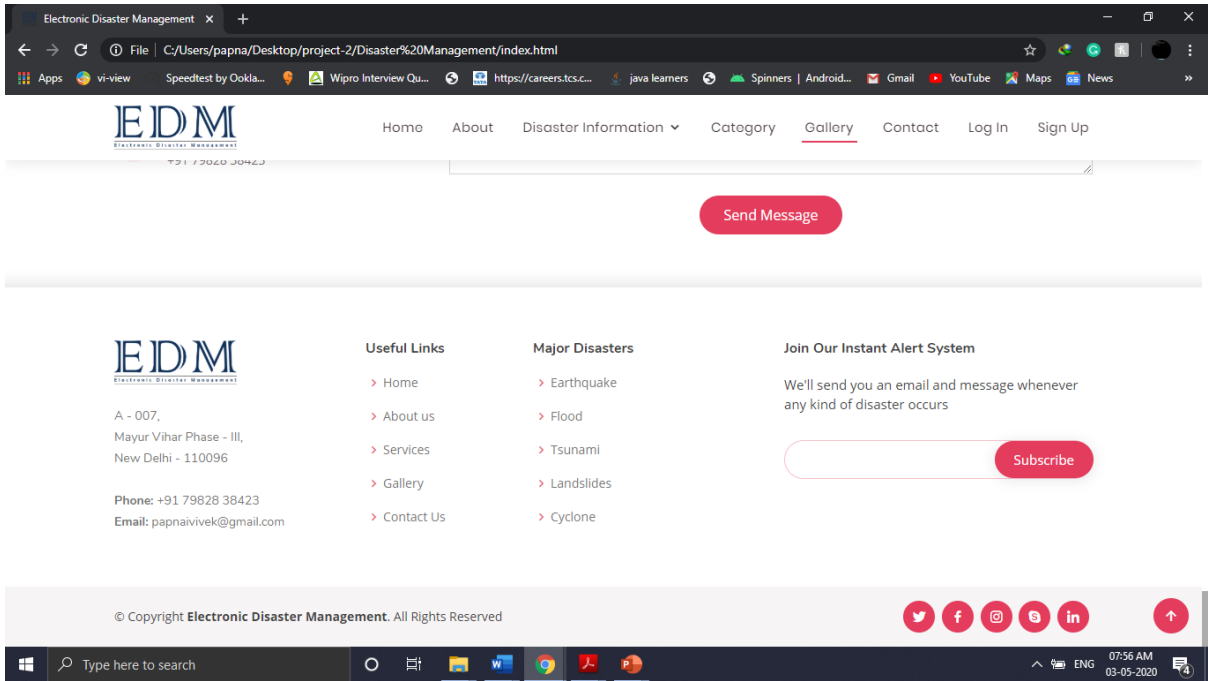 Electronic Disaster Management
File
C:/Users/papna/Desktop/project-2/Disaster%20Management/index.html
Apps
vi-view
Speedtest by Ookla...
Wipro Interview Qu...
https://careers.tcs.c...
java learners
Spinners | Android...
Gmail
YouTube
Maps
News
»
EDM
Electronic Disaster Management
Home
About
Disaster Information
Category
Gallery
Contact
Log In
Sign Up
+91 79828 38423
Send Message
EDM
Electronic Disaster Management
A - 007,
Mayur Vihar Phase - III,
New Delhi - 110096
Phone: +91 79828 38423
Email: papnaivivek@gmail.com
Useful Links
Home
About us
Services
Gallery
Contact Us
Major Disasters
Earthquake
Flood
Tsunami
Landslides
Cyclone
Join Our Instant Alert System
We'll send you an email and message whenever
any kind of disaster occurs
Subscribe
© Copyright Electronic Disaster Management. All Rights Reserved
Type here to search
ENG
07:56 AM
03-05-2020
4